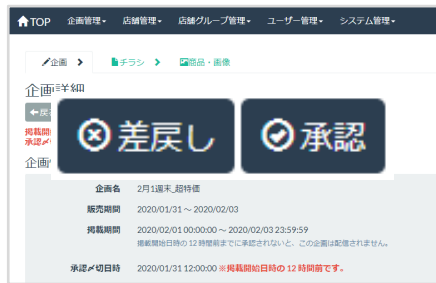 TOP 企画管理 店舗管理 店舗グループ管理 ユーザー管理 システム管理
企画 チラシ 商品・画像
企画詳細
差戻し 承認
企画名 2月1週末_超特価
販売期間 2020/01/31 ～ 2020/02/03
掲載期間 2020/02/01 00:00:00 ～ 2020/02/03 23:59:59
掲載開始日時の12時間前までに承認されないと、この企画は配信されません。
承認〆切日時 2020/01/31 12:00:00 ※掲載開始日時の12時間前です。